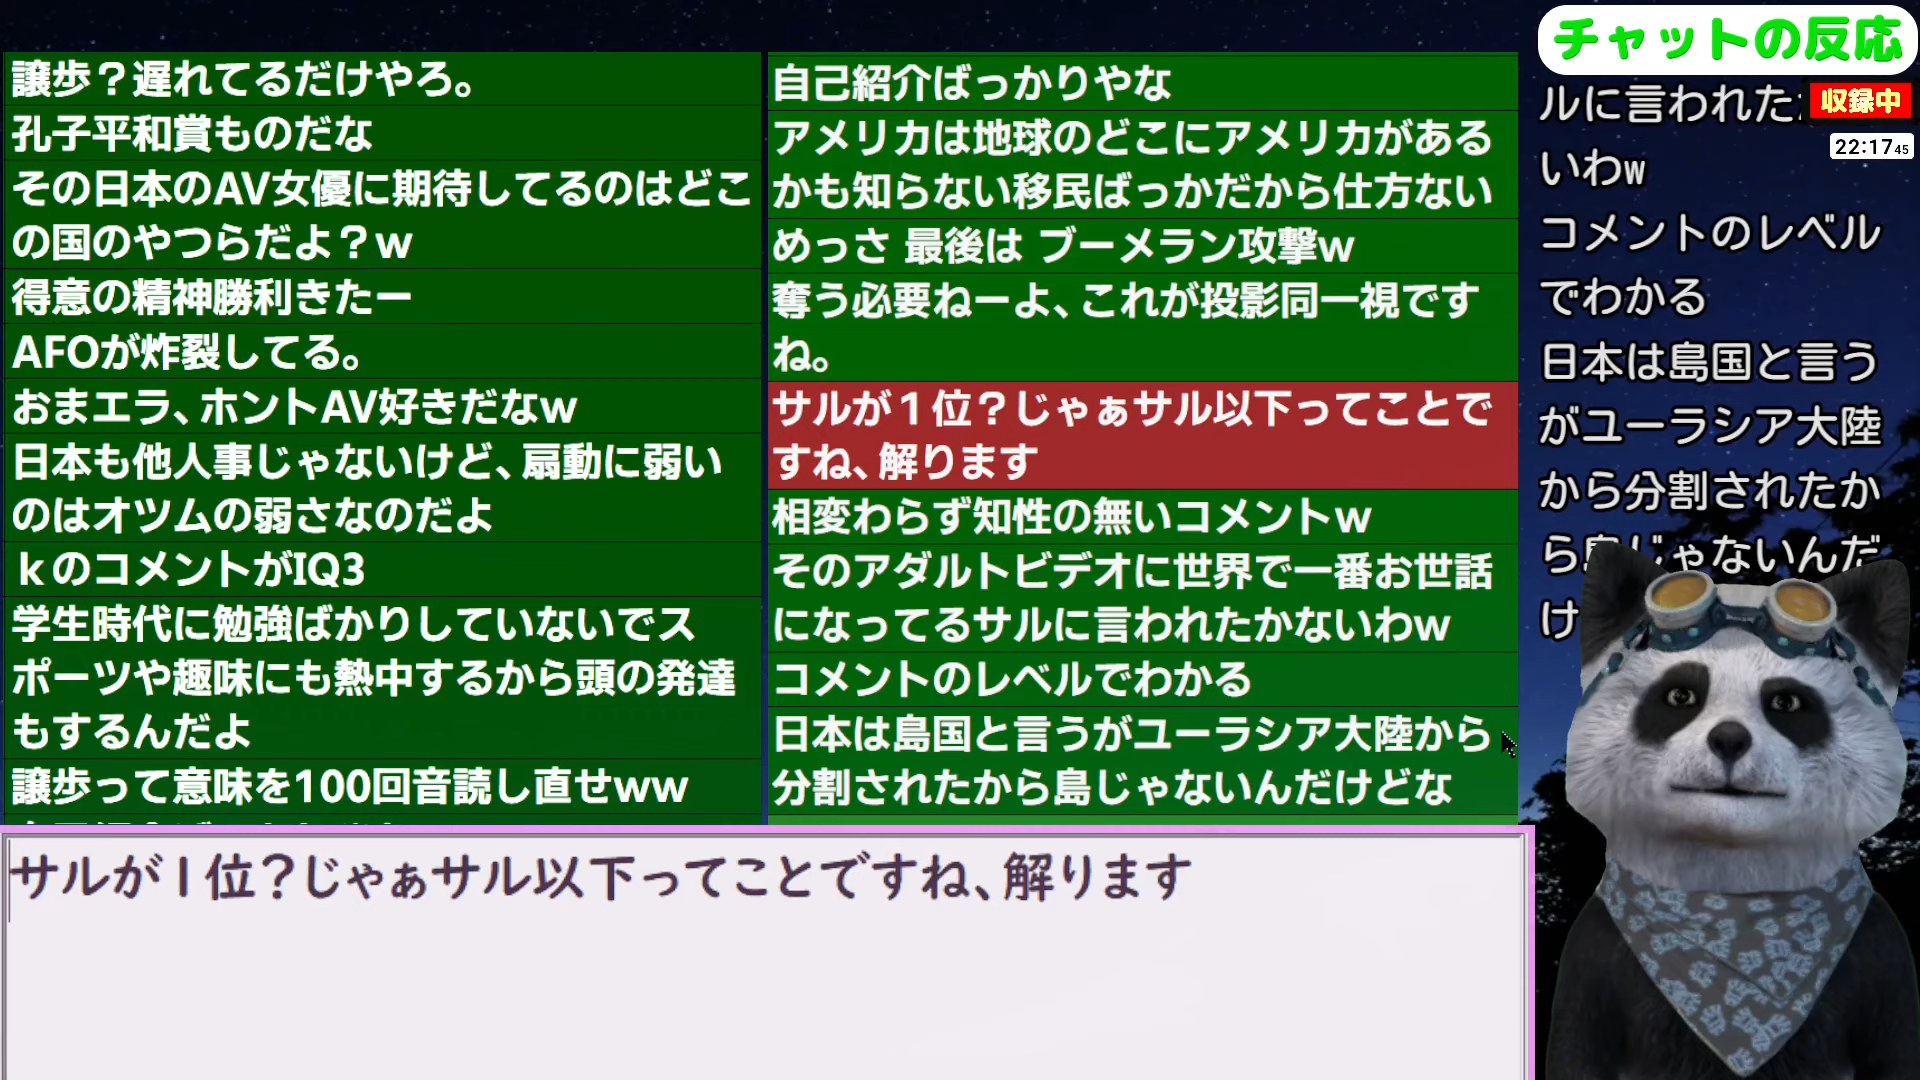 譲歩？遅れてるだけやろ。
孔子平和賞ものだな
その日本のAV女優に期待してるのはどこ
の国のやつらだよ？w
得意の精神勝利きたー
AFOが炸裂してる。
おまエラ、ホントAV好きだなw
日本も他人事じゃないけど、扇動に弱い
のはオツムの弱さなのだよ
ｋのコメントがIQ3
学生時代に勉強ばかりしていないでス
ポーツや趣味にも熱中するから頭の発達
もするんだよ
譲歩って意味を100回音読し直せww
自己紹介ばっかりやな
アメリカは地球のどこにアメリカがある
かも知らない移民ばっかだから仕方ない
めっさ 最後は ブーメラン攻撃w
奪う必要ねーよ、これが投影同一視です
ね。
サルが１位？じゃぁサル以下ってことで
すね、解ります
相変わらず知性の無いコメントｗ
そのアダルトビデオに世界で一番お世話
になってるサルに言われたかないわw
コメントのレベルでわかる
日本は島国と言うがユーラシア大陸から
分割されたから島じゃないんだけどな
サルが１位？じゃぁサル以下ってことですね、解ります
チャットの反応
収録中
22:17 45
ルに言われた
いわw
コメントのレベル
でわかる
日本は島国と言う
がユーラシア大陸
から分割されたか
ら島じゃないんだ
け